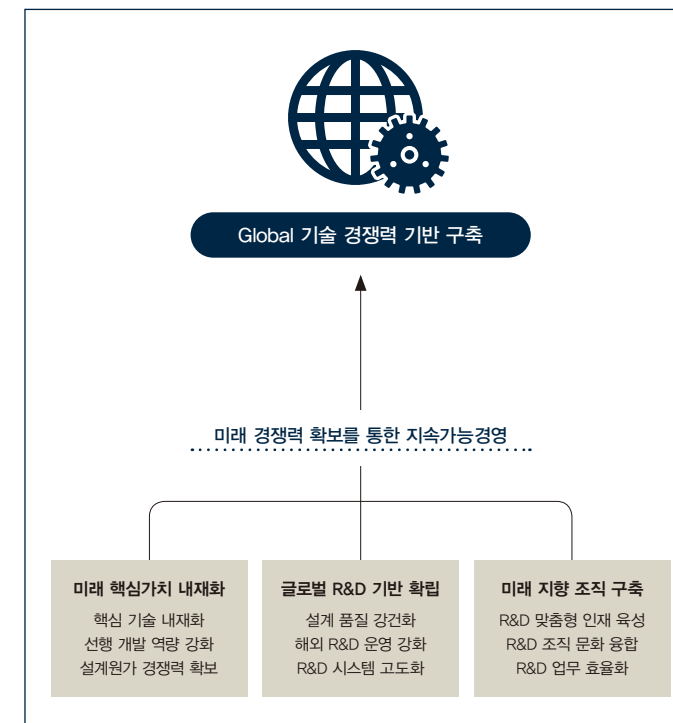 Global 기술 경쟁력 기반 구축
미래 경쟁력 확보를 통한 지속가능경영
미래 핵심가치 내재화
핵심 기술 내재화
선행 개발 역량 강화
설계원가 경쟁력 확보
글로벌 R&D 기반 확립
설계 품질 강건화
해외 R&D 운영 강화
R&D 시스템 고도화
미래 지향 조직 구축
R&D 맞춤형 인재 육성
R&D 조직 문화 융합
R&D 업무 효율화